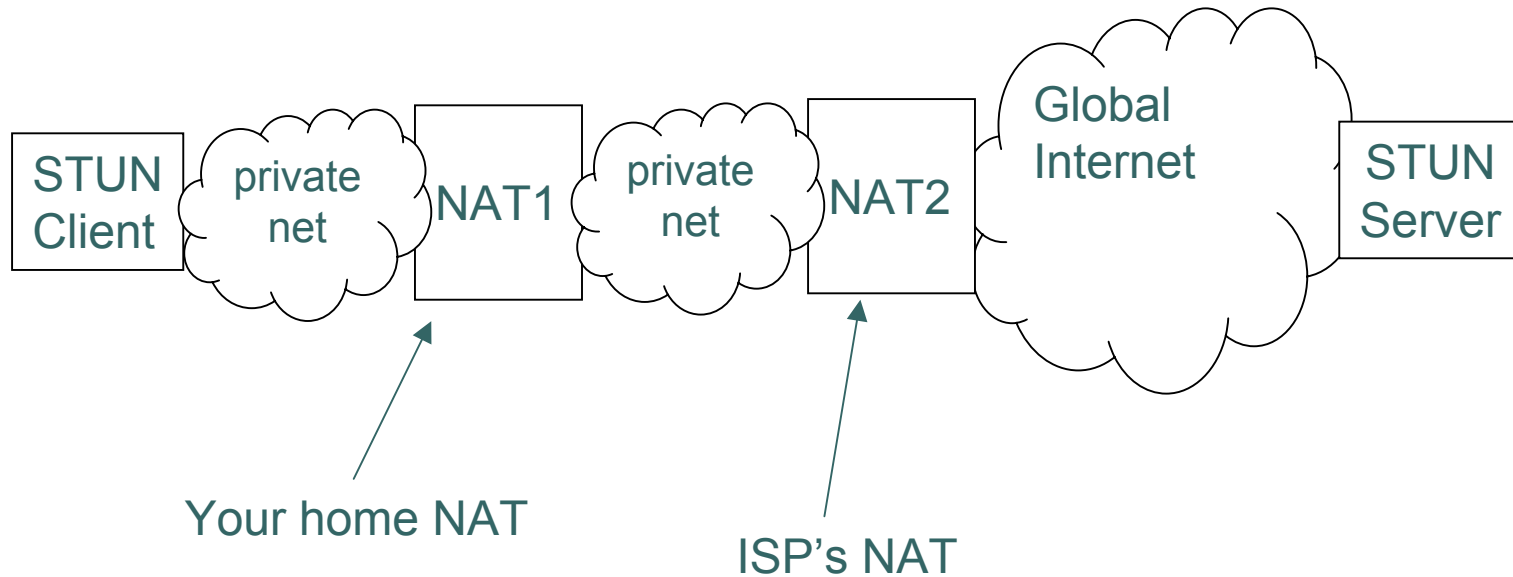 STUN
Client
private
net
NAT1
private
net
NAT2
Global
Internet
STUN
Server
Your home NAT
ISP's NAT